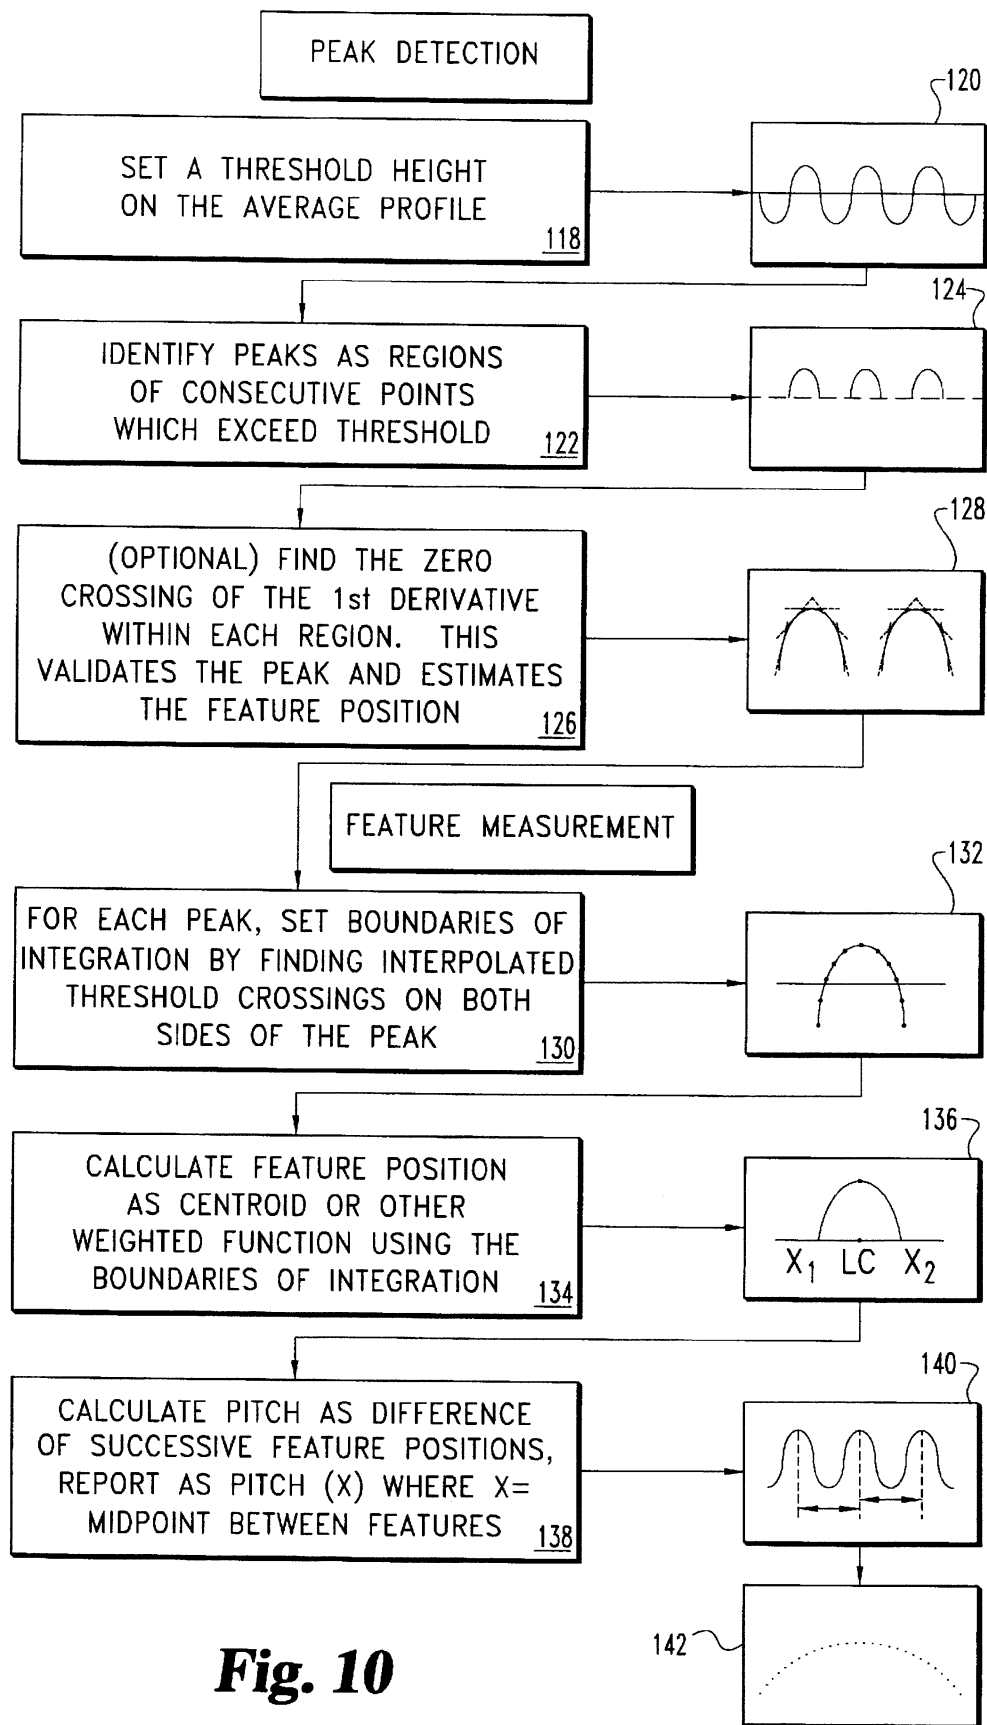 PEAK DETECTION
120
SET A THRESHOLD HEIGHT
ON THE AVERAGE PROFILE
118
124
IDENTIFY PEAKS AS REGIONS
OF CONSECUTIVE POINTS
WHICH EXCEED THRESHOLD
122
128
(OPTIONAL) FIND THE ZERO
CROSSING OF THE 1st DERIVATIVE
WITHIN EACH REGION. THIS
VALIDATES THE PEAK AND ESTIMATES
THE FEATURE POSITION
126
FEATURE MEASUREMENT
132
FOR EACH PEAK, SET BOUNDARIES OF
INTEGRATION BY FINDING INTERPOLATED
THRESHOLD CROSSINGS ON BOTH
SIDES OF THE PEAK
130
136
CALCULATE FEATURE POSITION
AS CENTROID OR OTHER
WEIGHTED FUNCTION USING THE
BOUNDARIES OF INTEGRATION
134
X1 LC X2
140
CALCULATE PITCH AS DIFFERENCE
OF SUCCESSIVE FEATURE POSITIONS,
REPORT AS PITCH (X) WHERE X=
MIDPOINT BETWEEN FEATURES
138
142
Fig. 10